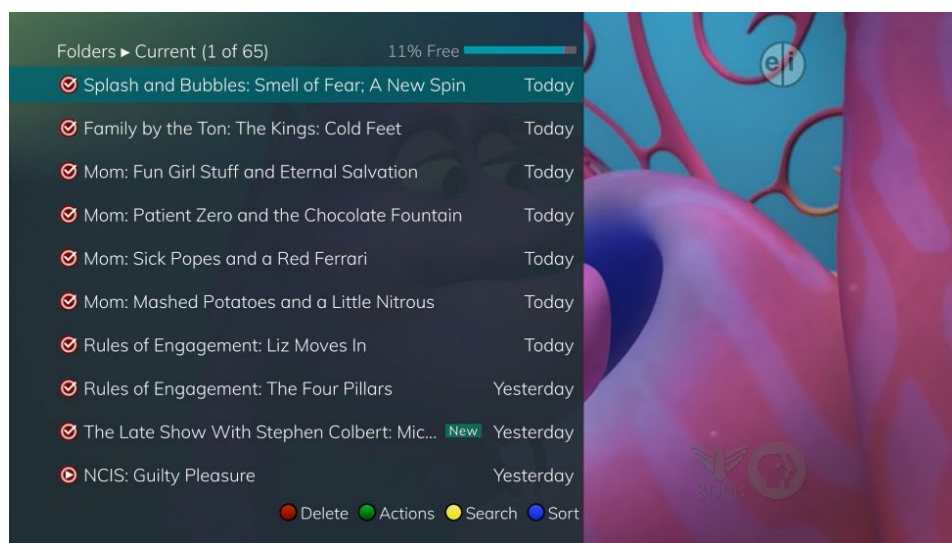 Folders ▸ Current (1 of 65) 11% Free
Splash and Bubbles: Smell of Fear; A New Spin Today
Family by the Ton: The Kings: Cold Feet Today
Mom: Fun Girl Stuff and Eternal Salvation Today
Mom: Patient Zero and the Chocolate Fountain Today
Mom: Sick Popes and a Red Ferrari Today
Mom: Mashed Potatoes and a Little Nitrous Today
Rules of Engagement: Liz Moves In Today
Rules of Engagement: The Four Pillars Yesterday
The Late Show With Stephen Colbert: Mic... New Yesterday
NCIS: Guilty Pleasure Yesterday
Delete Actions Search Sort
e/i